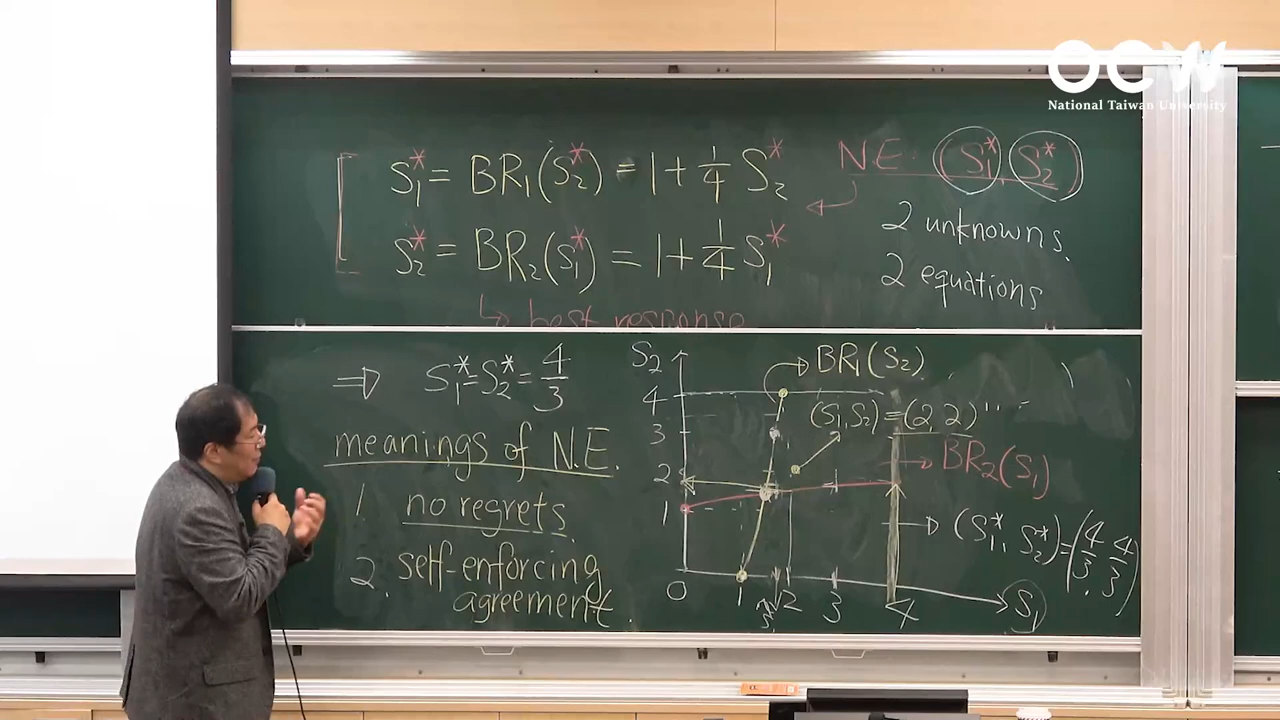 OCW
National Taiwan University
S₁* = BR₁(S₂*) = 1 + 1/4 S₂*
N.E. (S₁*, S₂*)
S₂* = BR₂(S₁*) = 1 + 1/4 S₁*
2 unknowns.
2 equations
↳ best response
⇒ S₁* = S₂* = 4/3
meanings of N.E.
1. no regrets.
2. self-enforcing
agreement.
S₂
BR₁(S₂)
4
(S₁, S₂) = (2, 2)
3
BR₂(S₁)
2
1
(S₁*, S₂*) = (4/3, 4/3)
0 1 2 3 4 S₁